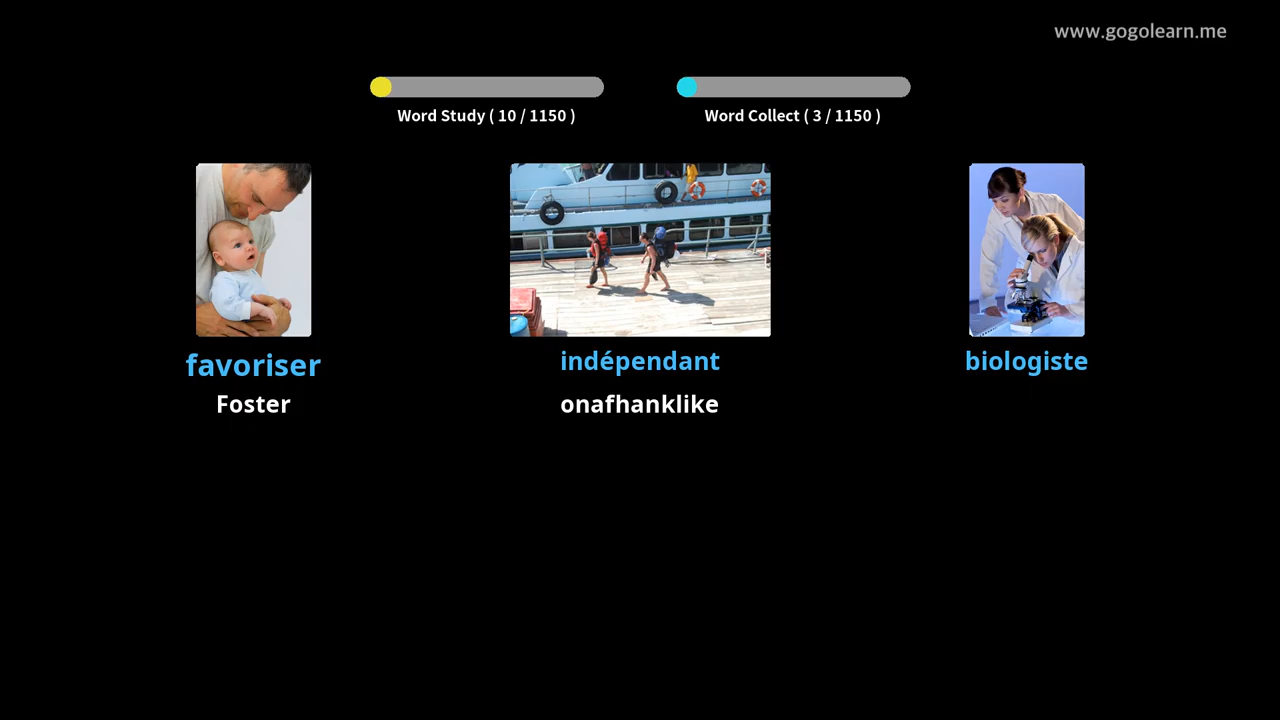 www.gogolearn.me
Word Study ( 10 / 1150 )
Word Collect ( 3 / 1150 )
favoriser
indépendant
biologiste
Foster
onafhanklike